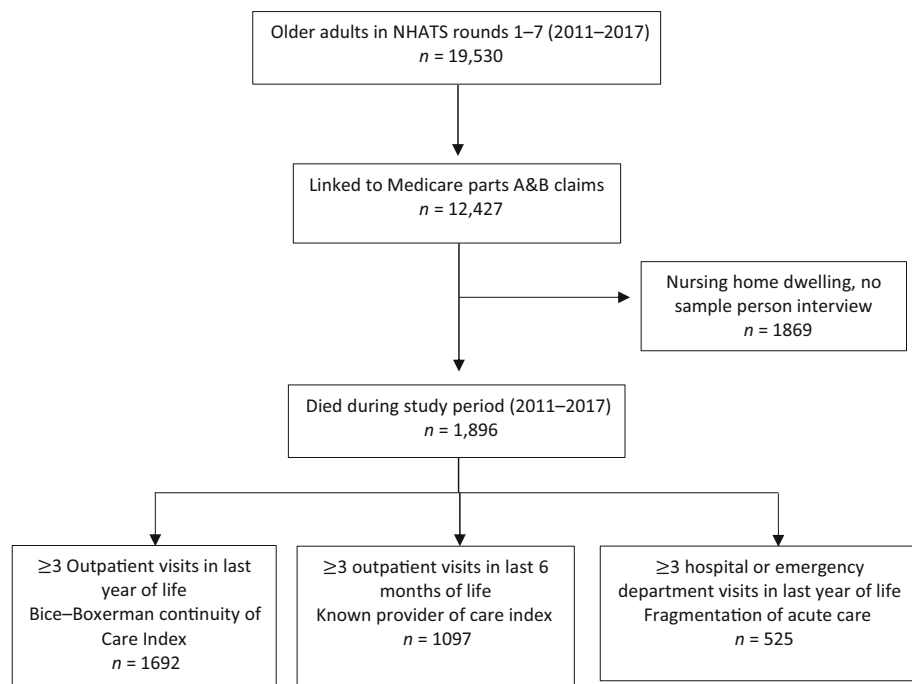 Older adults in NHATS rounds 1–7 (2011–2017)
n = 19,530
Linked to Medicare parts A&B claims
n = 12,427
Nursing home dwelling, no
sample person interview
n = 1869
Died during study period (2011–2017)
n = 1,896
≥3 Outpatient visits in last
year of life
Bice–Boxerman continuity of
Care Index
n = 1692
≥3 outpatient visits in last 6
months of life
Known provider of care index
n = 1097
≥3 hospital or emergency
department visits in last year of life
Fragmentation of acute care
n = 525